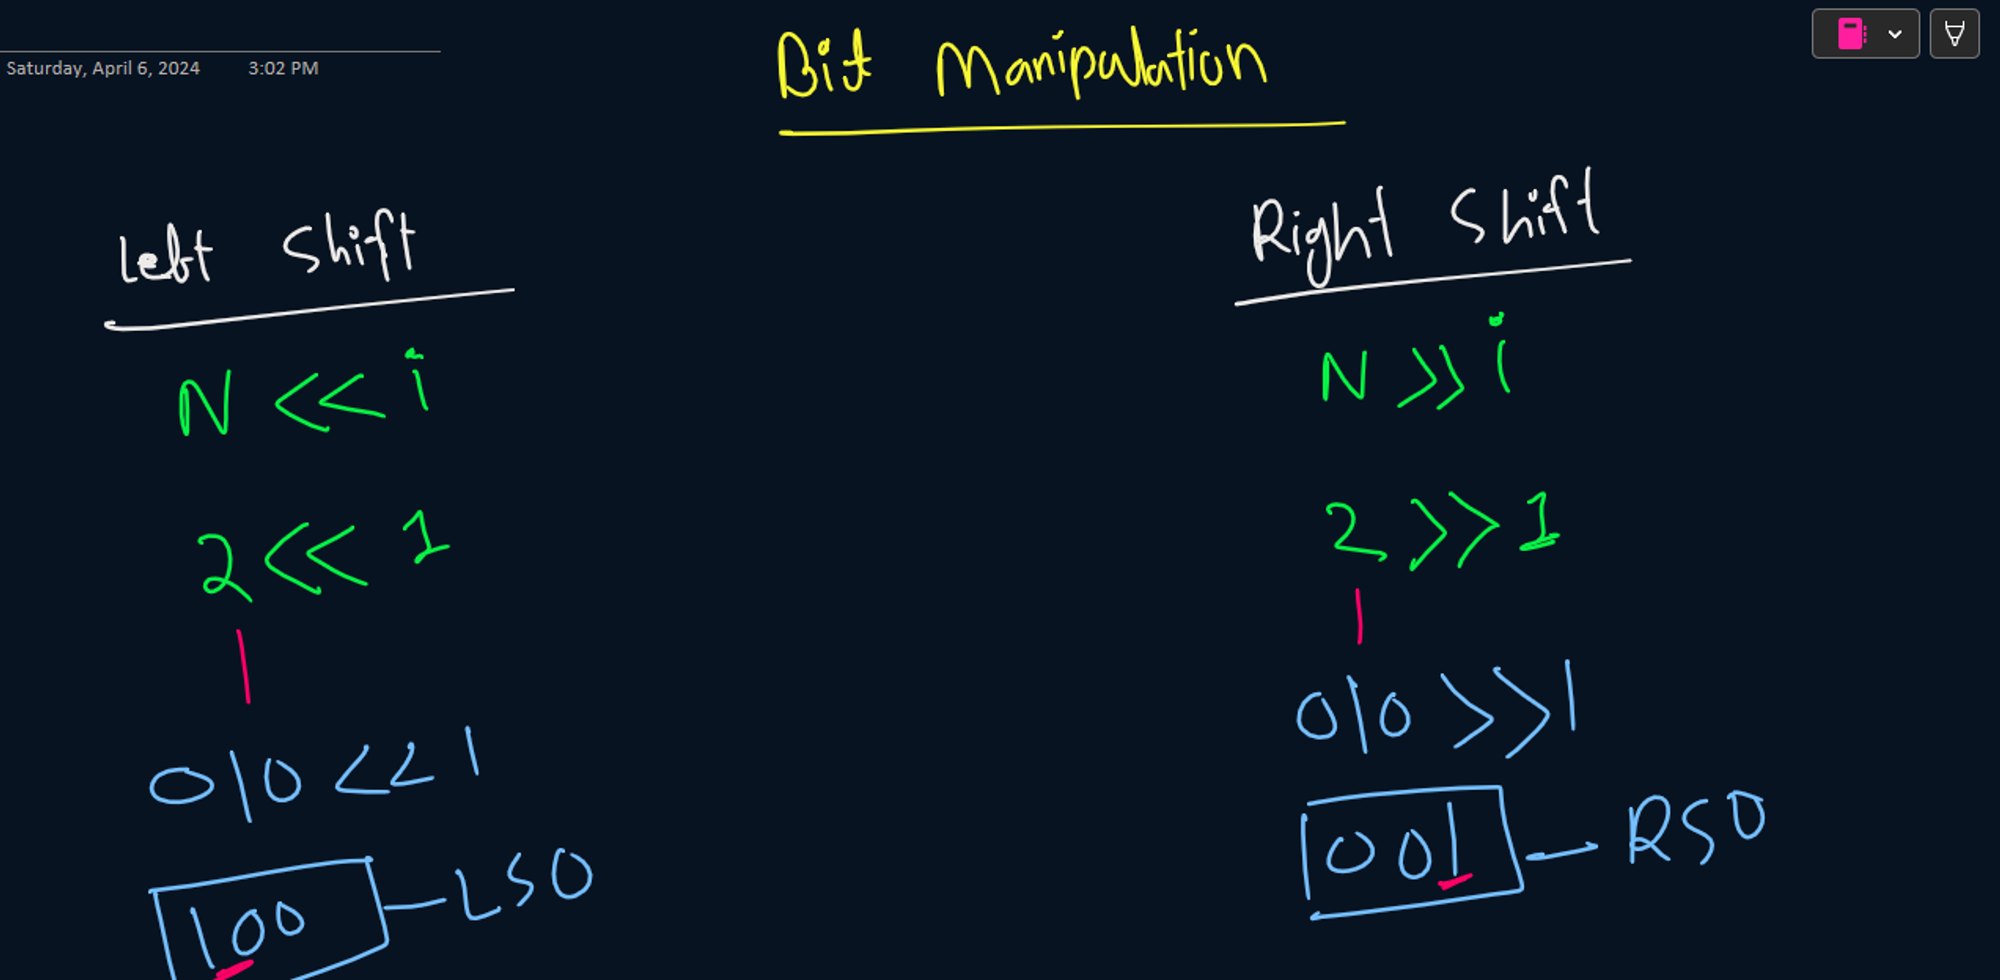 Saturday, April 6, 2024 3:02 PM
Bit Manipulation
Left Shift
N << i
2 << 1
010 << 1
100 - LSO
Right Shift
N >> i
2 >> 1
010 >> 1
001 - RSO